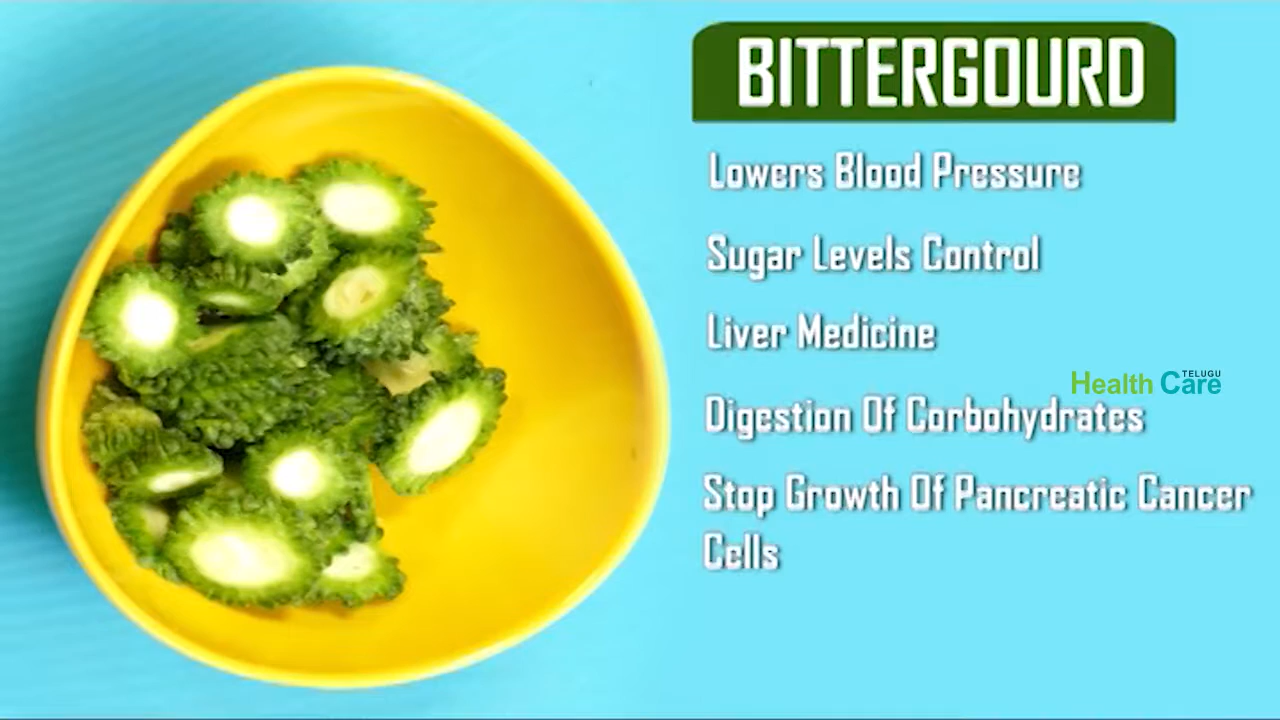 BITTERGOURD
Lowers Blood Pressure
Sugar Levels Control
Liver Medicine
TELUGU
Health Care
Digestion Of Corbohydrates
Stop Growth Of Pancreatic Cancer
Cells